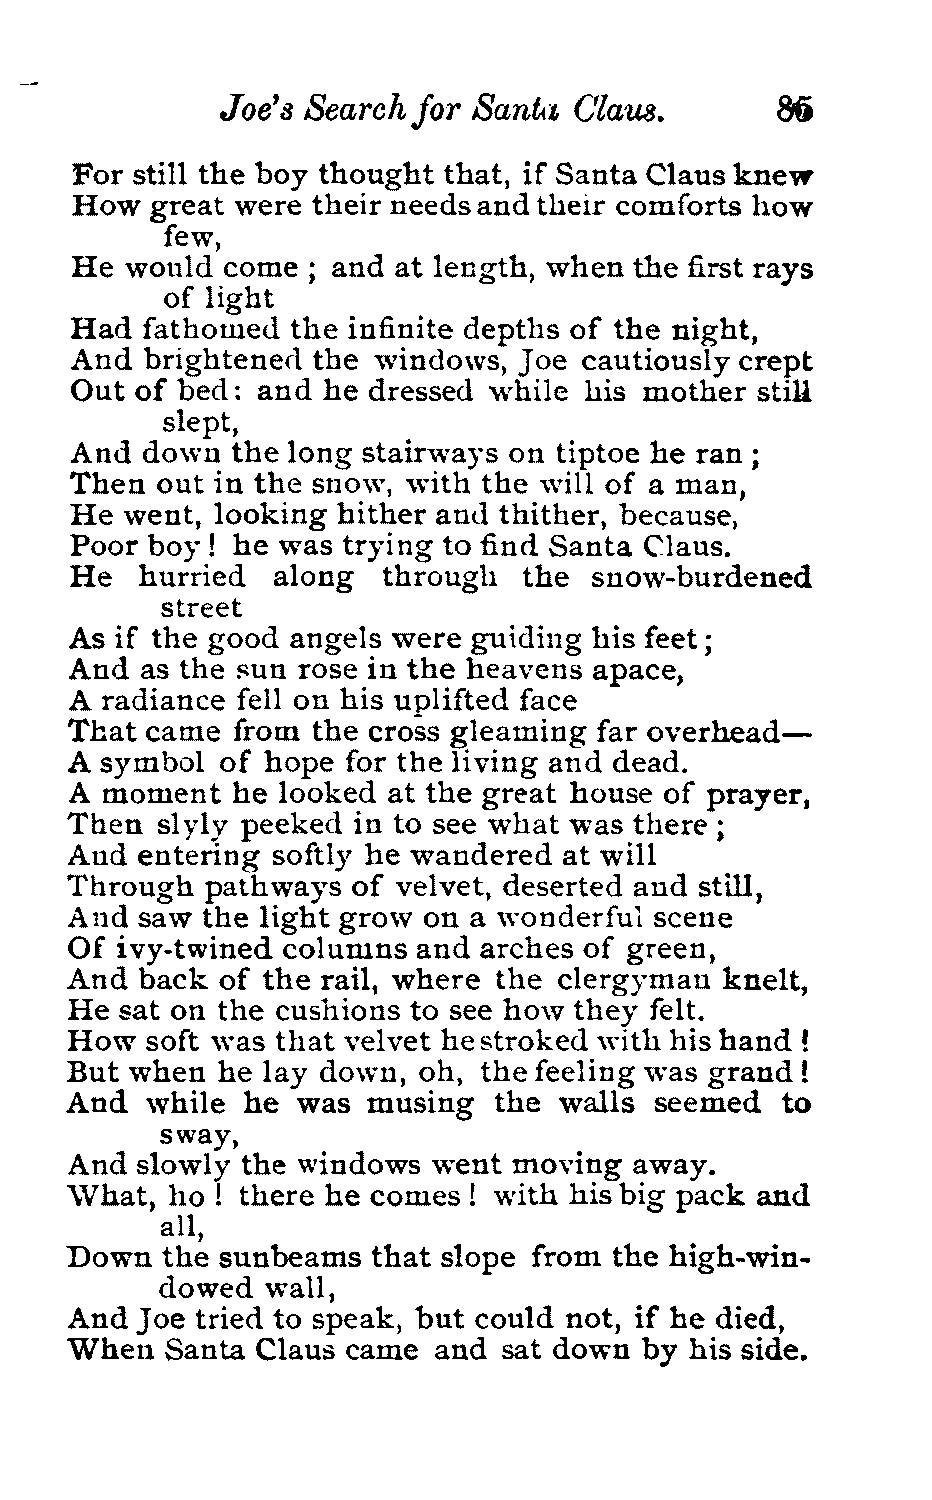 Joe's Search for Santa Claus. 85
For still the boy thought that, if Santa Claus knew
How great were their needs and their comforts how
few,
He would come ; and at length, when the first rays
of light
Had fathomed the infinite depths of the night,
And brightened the windows, Joe cautiously crept
Out of bed: and he dressed while his mother still
slept,
And down the long stairways on tiptoe he ran ;
Then out in the snow, with the will of a man,
He went, looking hither and thither, because,
Poor boy ! he was trying to find Santa Claus.
He hurried along through the snow-burdened
street
As if the good angels were guiding his feet ;
And as the sun rose in the heavens apace,
A radiance fell on his uplifted face
That came from the cross gleaming far overhead—
A symbol of hope for the living and dead.
A moment he looked at the great house of prayer,
Then slyly peeked in to see what was there ;
And entering softly he wandered at will
Through pathways of velvet, deserted and still,
And saw the light grow on a wonderful scene
Of ivy-twined columns and arches of green,
And back of the rail, where the clergyman knelt,
He sat on the cushions to see how they felt.
How soft was that velvet he stroked with his hand !
But when he lay down, oh, the feeling was grand !
And while he was musing the walls seemed to
sway,
And slowly the windows went moving away.
What, ho ! there he comes ! with his big pack and
all,
Down the sunbeams that slope from the high-win-
dowed wall,
And Joe tried to speak, but could not, if he died,
When Santa Claus came and sat down by his side.